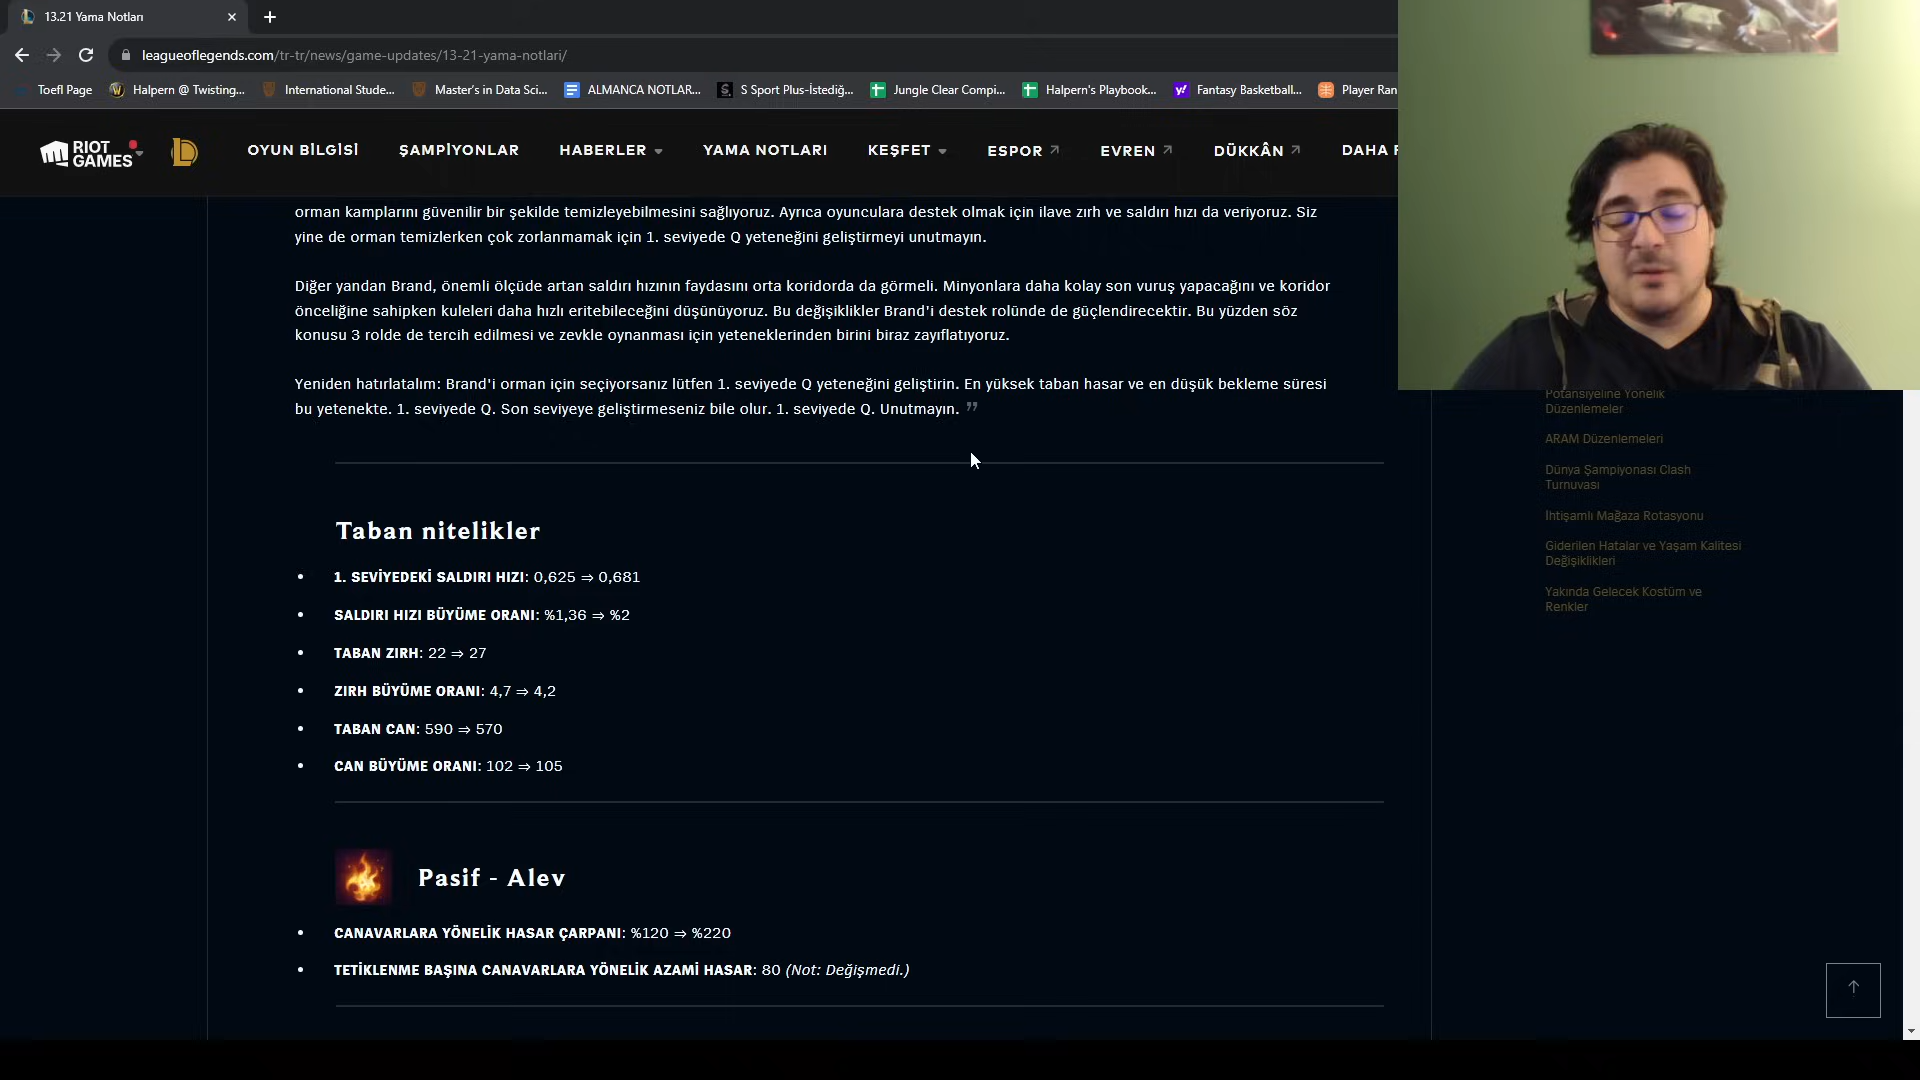 13.21 Yama Notları
leagueoflegends.com/tr-tr/news/game-updates/13-21-yama-notlari/
Toefl Page
Halpern @ Twisting...
International Stude...
Master's in Data Sci...
ALMANCA NOTLAR...
S Sport Plus-İstediğ...
Jungle Clear Compi...
Halpern's Playbook...
Fantasy Basketball...
Player Ran
RIOT
GAMES
OYUN BİLGİSİ
ŞAMPİYONLAR
HABERLER
YAMA NOTLARI
KEŞFET
ESPOR
EVREN
DÜKKÂN
DAHA F
orman kamplarını güvenilir bir şekilde temizleyebilmesini sağlıyoruz. Ayrıca oyunculara destek olmak için ilave zırh ve saldırı hızı da veriyoruz. Siz
yine de orman temizlerken çok zorlanmamak için 1. seviyede Q yeteneğini geliştirmeyi unutmayın.
Diğer yandan Brand, önemli ölçüde artan saldırı hızının faydasını orta koridorda da görmeli. Minyonlara daha kolay son vuruş yapacağını ve koridor
önceliğine sahipken kuleleri daha hızlı eritebileceğini düşünüyoruz. Bu değişiklikler Brand'i destek rolünde de güçlendirecektir. Bu yüzden söz
konusu 3 rolde de tercih edilmesi ve zevkle oynanması için yeteneklerinden birini biraz zayıflatıyoruz.
Yeniden hatırlatalım: Brand'i orman için seçiyorsanız lütfen 1. seviyede Q yeteneğini geliştirin. En yüksek taban hasar ve en düşük bekleme süresi
bu yetenekte. 1. seviyede Q. Son seviyeye geliştirmeseniz bile olur. 1. seviyede Q. Unutmayın. ”
Taban nitelikler
• 1. SEVİYEDEKİ SALDIRI HIZI: 0,625 ⇒ 0,681
• SALDIRI HIZI BÜYÜME ORANI: %1,36 ⇒ %2
• TABAN ZIRH: 22 ⇒ 27
• ZIRH BÜYÜME ORANI: 4,7 ⇒ 4,2
• TABAN CAN: 590 ⇒ 570
• CAN BÜYÜME ORANI: 102 ⇒ 105
Pasif - Alev
• CANAVARLARA YÖNELİK HASAR ÇARPANI: %120 ⇒ %220
• TETİKLENME BAŞINA CANAVARLARA YÖNELİK AZAMİ HASAR: 80 (Not: Değişmedi.)
Potansiyeline Yönelik
Düzenlemeler
ARAM Düzenlemeleri
Dünya Şampiyonası Clash
Turnuvası
İhtişamlı Mağaza Rotasyonu
Giderilen Hatalar ve Yaşam Kalitesi
Değişiklikleri
Yakında Gelecek Kostüm ve
Renkler